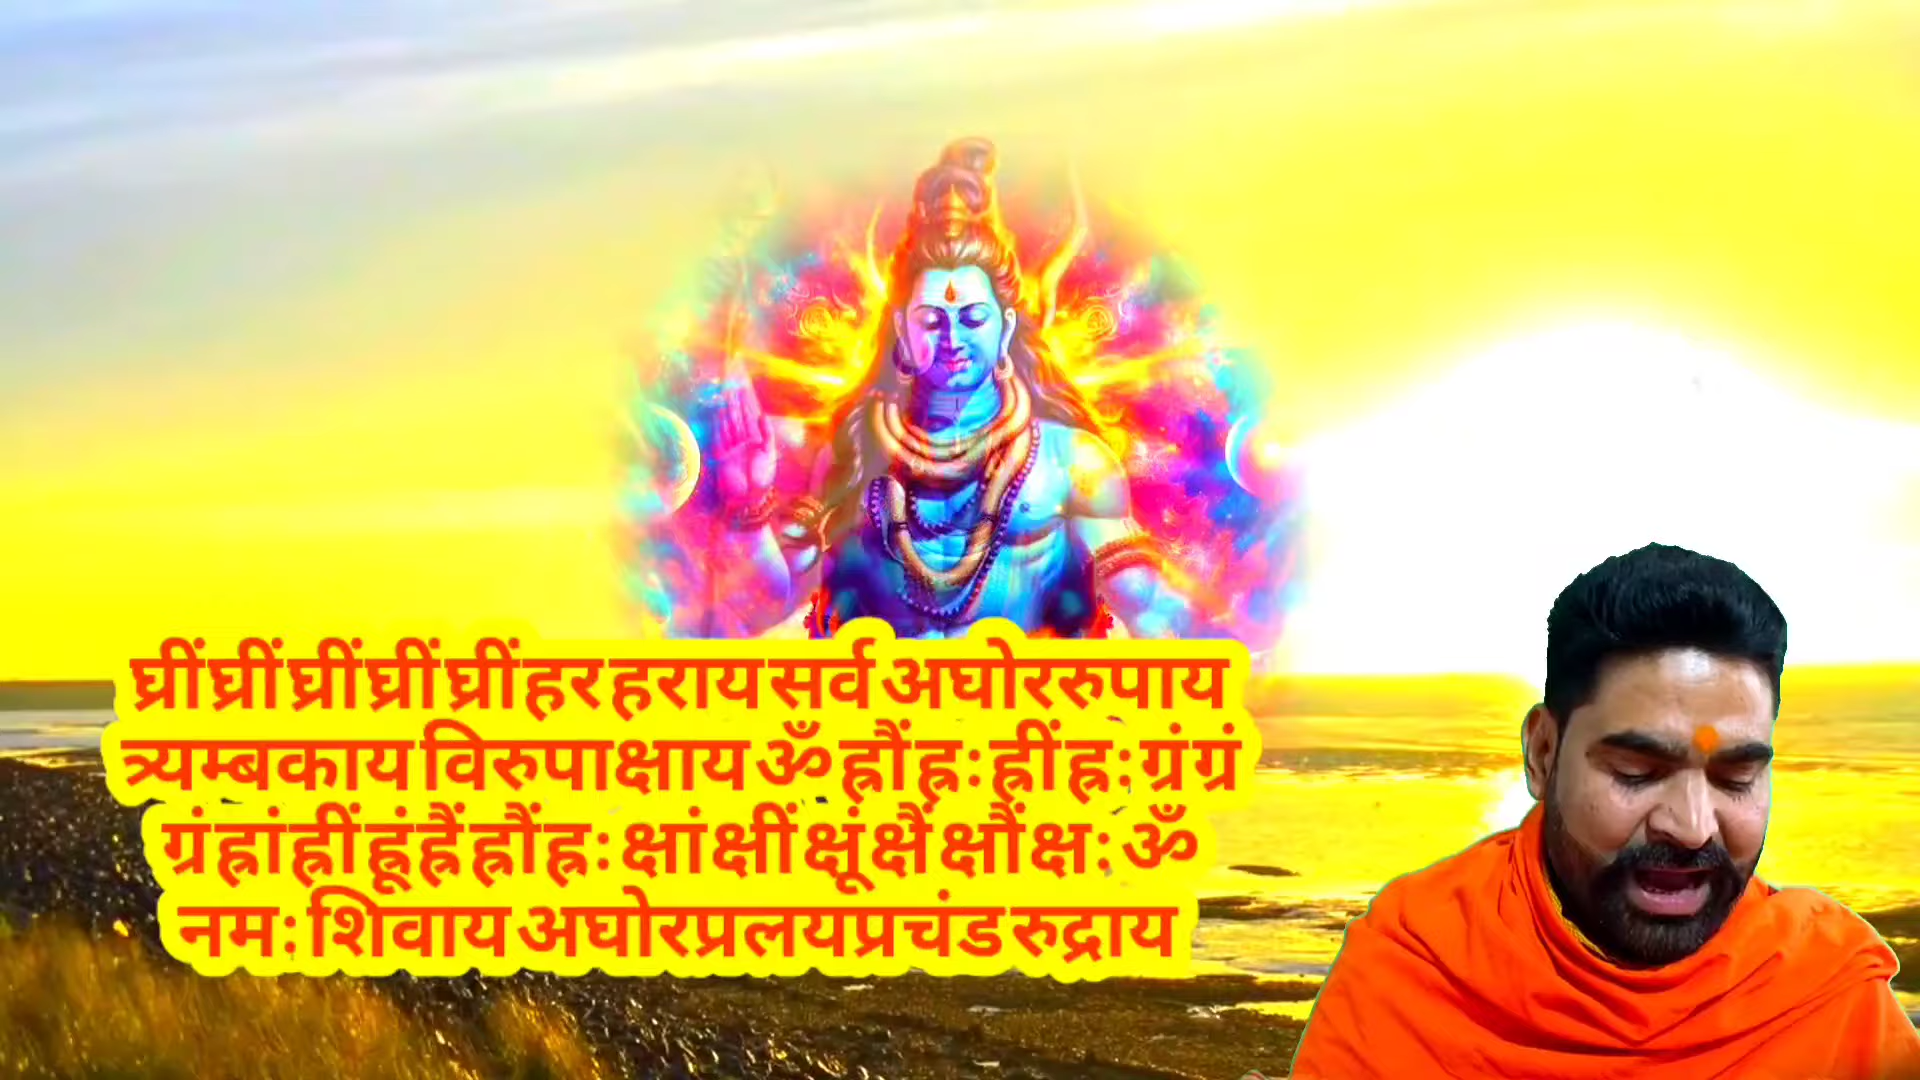 घ्रीं घ्रीं घ्रीं घ्रीं घ्रीं हर हराय सर्व अघोररुपाय
त्र्यम्बकाय विरुपाक्षाय ॐ ह्रौं ह्रः ह्रीं ह्रः ग्रं ग्रं
ग्रं ह्रां ह्रीं ह्रूं ह्रैं ह्रौं ह्रः क्षां क्षीं क्षूं क्षैं क्षौं क्षः ॐ
नमः शिवाय अघोरप्रलयप्रचंड रुद्राय